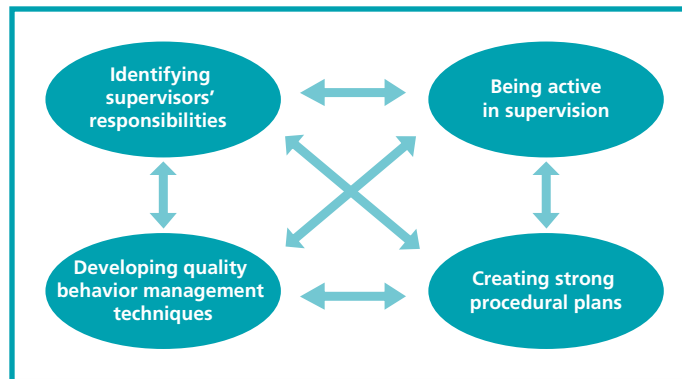 Identifying
supervisors’
responsibilities
Being active
in supervision
Developing quality
behavior management
techniques
Creating strong
procedural plans